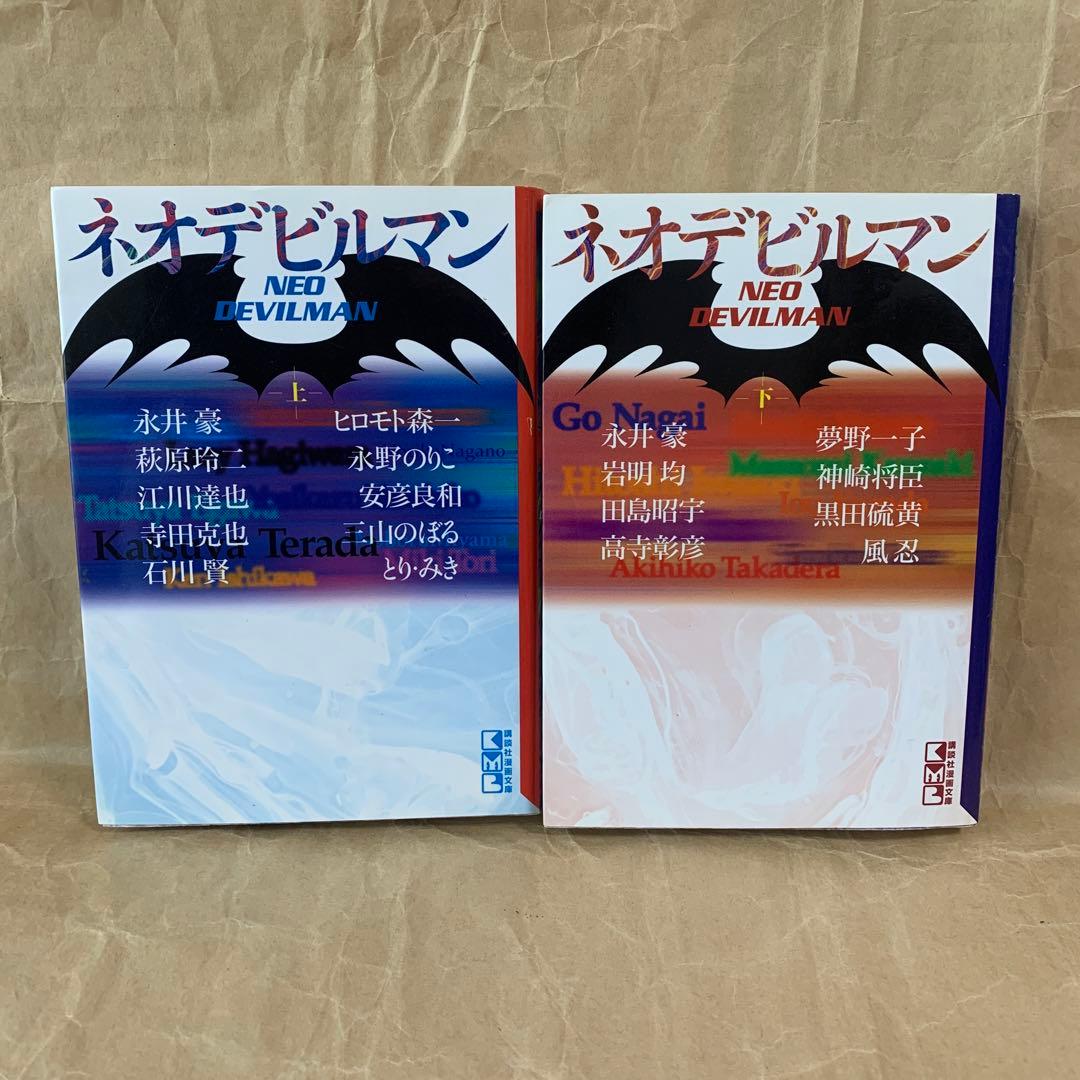 ネオデビルマン
NEO
DEVILMAN
上
永井 豪
萩原玲二
江川達也
寺田克也
石川 賢
ヒロモト森一
永野のりこ
安彦良和
三山のぼる
とり・みき
Katsuya Terada
KMB
講談社漫画文庫
ネオデビルマン
NEO
DEVILMAN
下
Go Nagai
永井 豪
岩明 均
田島昭宇
高寺彰彦
夢野一子
神崎将臣
黒田硫黄
風 忍
Akihiko Takadera
KMB
講談社漫画文庫